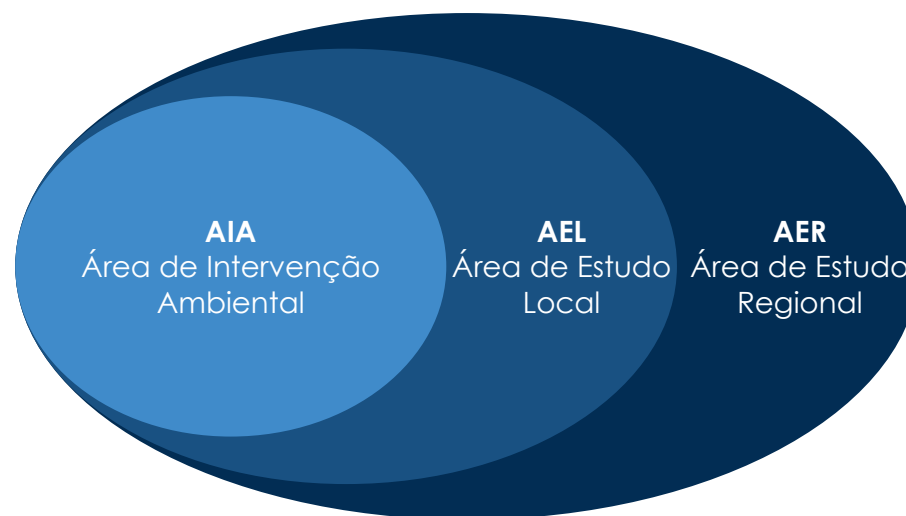 AIA
Área de Intervenção
Ambiental
AEL
Área de Estudo
Local
AER
Área de Estudo
Regional